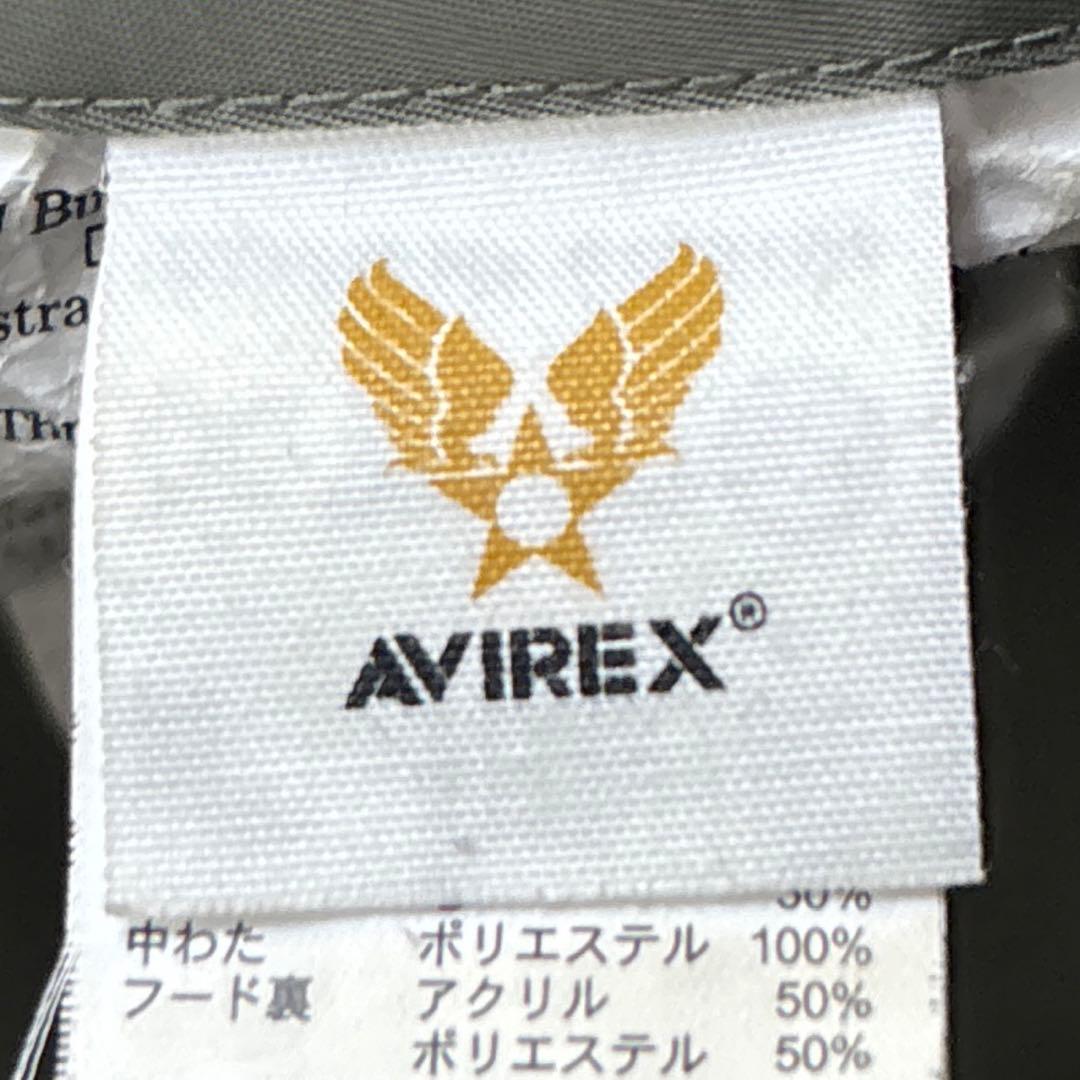 AVIREX®
50%
中わた ポリエステル 100%
フード裏 アクリル 50%
ポリエステル 50%